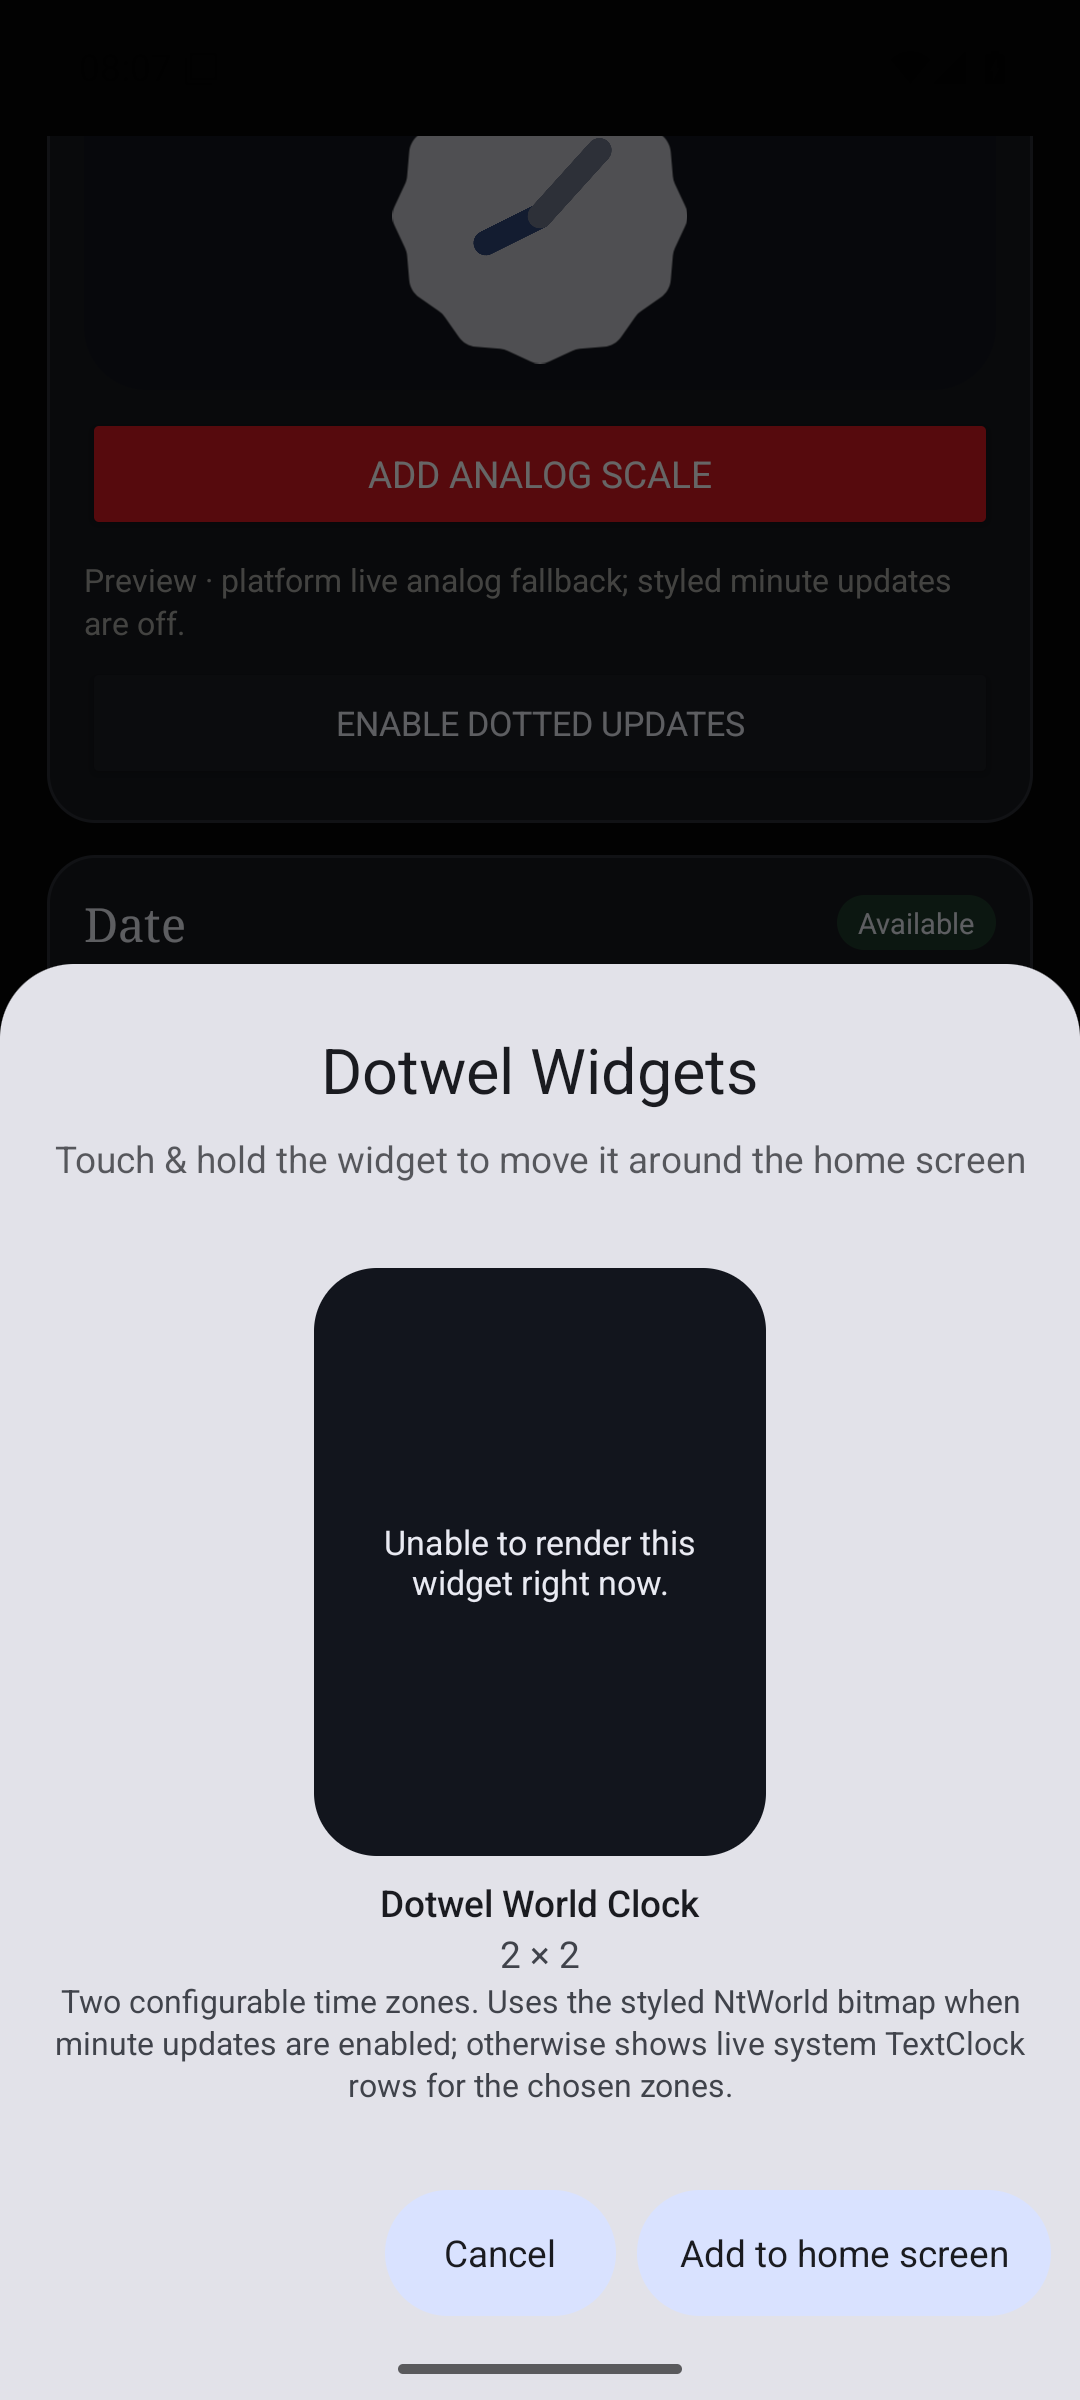 ADD ANALOG SCALE
Preview · platform live analog fallback; styled minute updates
are off.
ENABLE DOTTED UPDATES
Date
Available
Dotwel Widgets
Touch & hold the widget to move it around the home screen
Unable to render this
widget right now.
Dotwel World Clock
2 × 2
Two configurable time zones. Uses the styled NtWorld bitmap when
minute updates are enabled; otherwise shows live system TextClock
rows for the chosen zones.
Cancel
Add to home screen